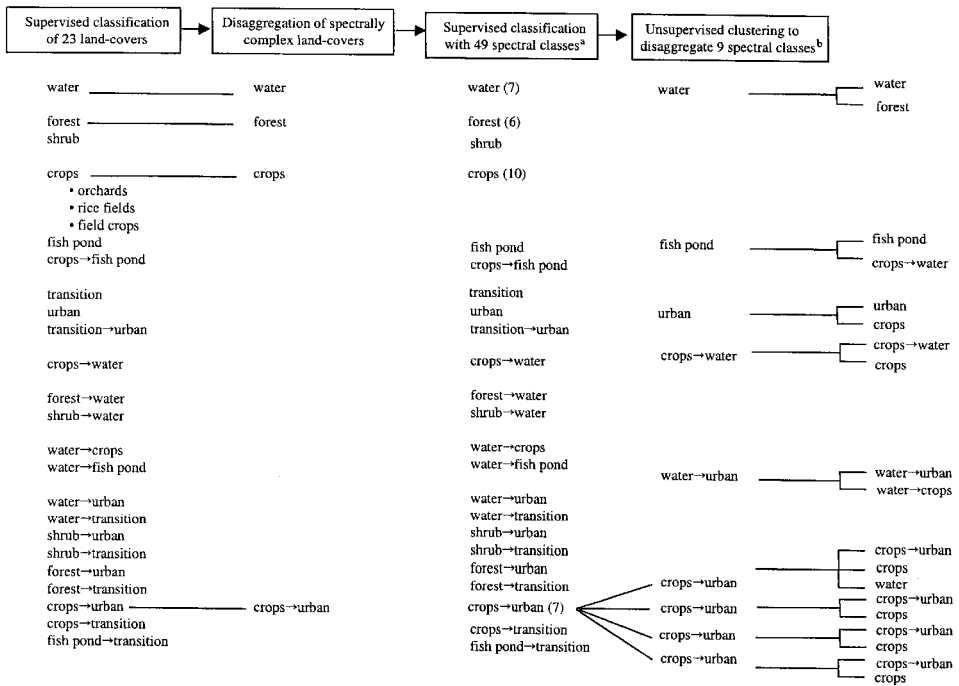 Supervised classification
of 23 land-covers
Disaggregation of spectrally
complex land-covers
Supervised classification
with 49 spectral classesᵃ
Unsupervised clustering to
disaggregate 9 spectral classesᵇ
water
forest
shrub
crops
• orchards
• rice fields
• field crops
fish pond
crops→fish pond
transition
urban
transition→urban
crops→water
forest→water
shrub→water
water→crops
water→fish pond
water→urban
water→transition
shrub→urban
shrub→transition
forest→urban
forest→transition
crops→urban
crops→transition
fish pond→transition
water
forest
crops
crops→urban
water (7)
forest (6)
shrub
crops (10)
fish pond
crops→fish pond
transition
urban
transition→urban
crops→water
forest→water
shrub→water
water→crops
water→fish pond
water→urban
water→transition
shrub→urban
shrub→transition
forest→urban
forest→transition
crops→urban (7)
crops→transition
fish pond→transition
water
fish pond
urban
crops→water
water→urban
crops→urban
crops→urban
crops→urban
crops→urban
water
forest
fish pond
crops→water
urban
crops
crops→water
crops
water→urban
water→crops
crops→urban
crops
water
crops→urban
crops
crops→urban
crops
crops→urban
crops